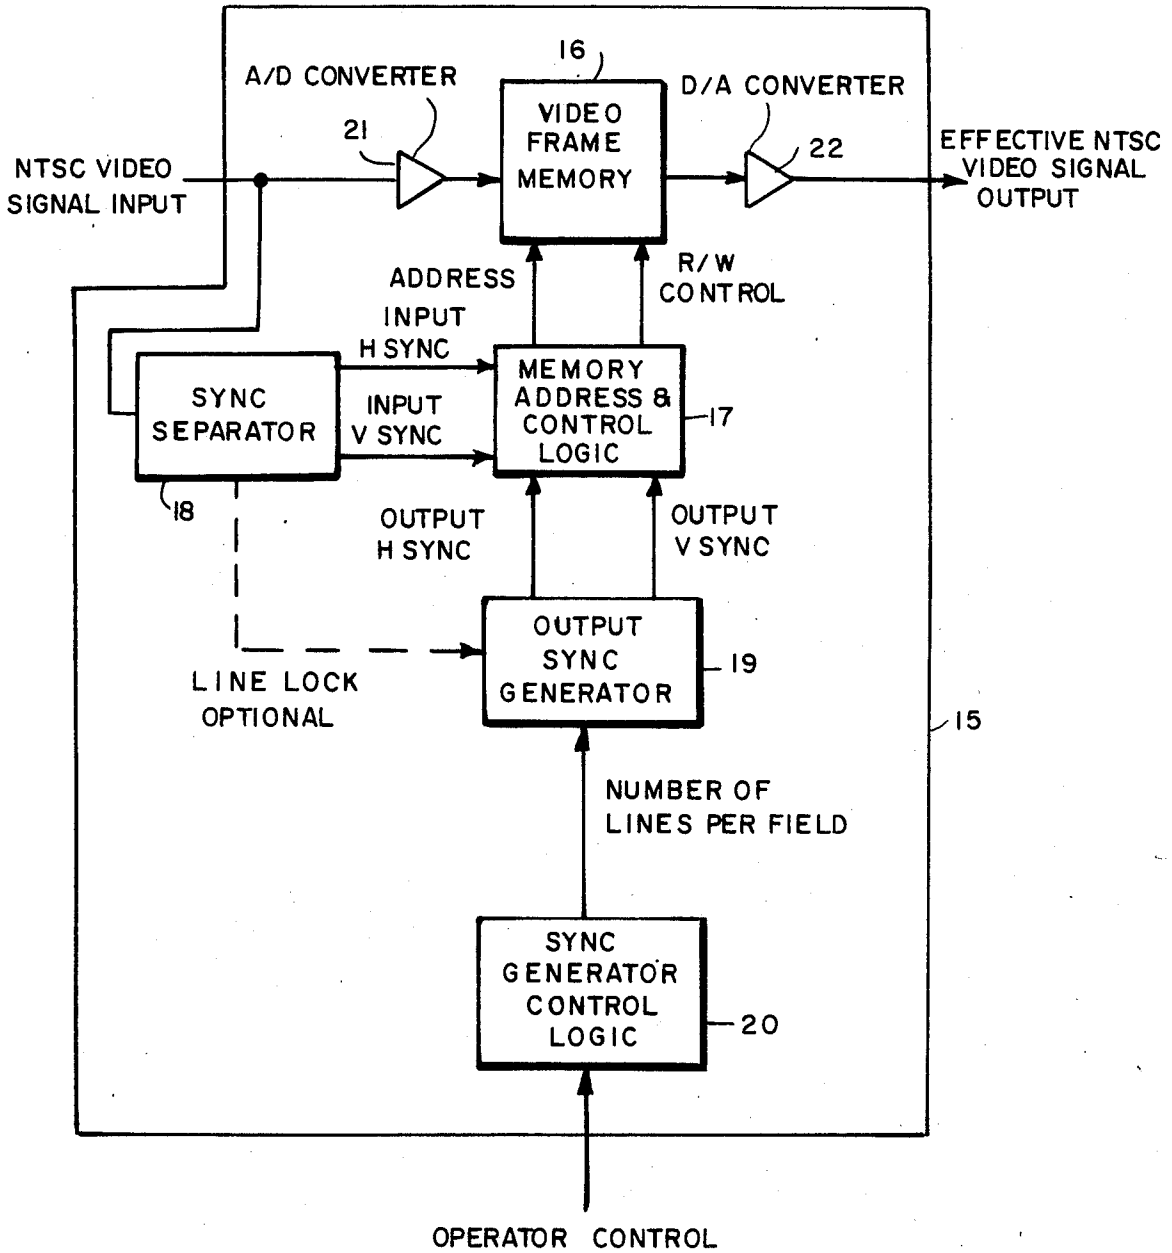 16
A/D CONVERTER
D/A CONVERTER
21
VIDEO
FRAME
MEMORY
22
EFFECTIVE NTSC
VIDEO SIGNAL
OUTPUT
NTSC VIDEO
SIGNAL INPUT
ADDRESS
R/W
CONTROL
INPUT
H SYNC
SYNC
SEPARATOR
INPUT
V SYNC
MEMORY
ADDRESS &
CONTROL
LOGIC
17
18
OUTPUT
H SYNC
OUTPUT
V SYNC
OUTPUT
SYNC
GENERATOR
19
LINE LOCK
OPTIONAL
15
NUMBER OF
LINES PER FIELD
SYNC
GENERATOR
CONTROL
LOGIC
20
OPERATOR CONTROL